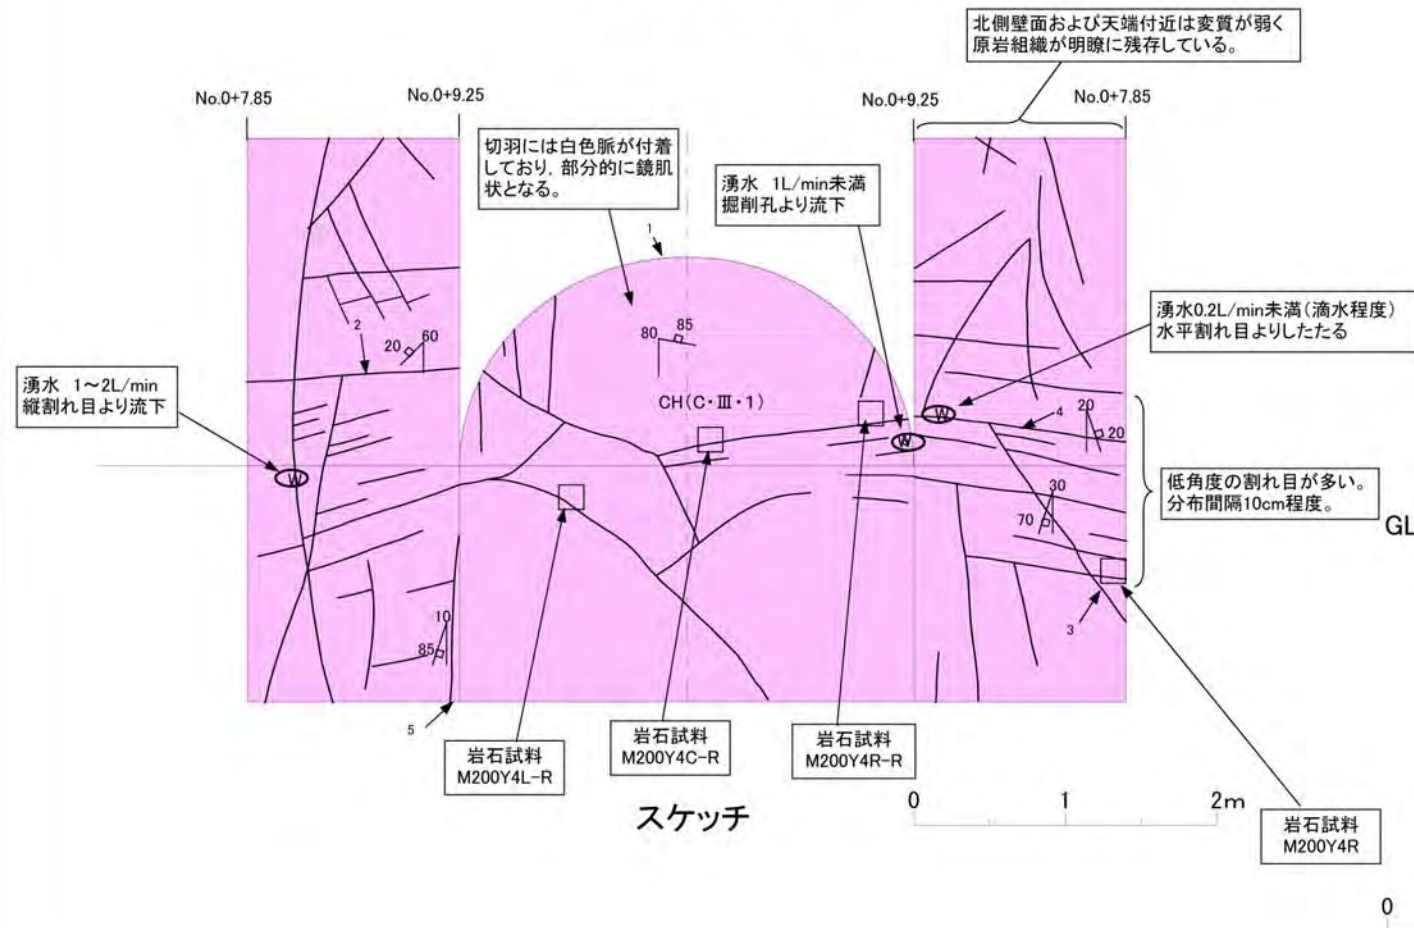 北側壁面および天端付近は変質が弱く
原岩組織が明瞭に残存している。
No.0+7.85
No.0+9.25
No.0+9.25
No.0+7.85
切羽には白色脈が付着
しており，部分的に鏡肌
状となる。
湧水 1L/min未満
掘削孔より流下
1
湧水0.2L/min未満（滴水程度）
水平割れ目よりしたたる
2
20
60
80
85
湧水 1～2L/min
縦割れ目より流下
CH（C・Ⅲ・1）
W
W
W
4
20
20
低角度の割れ目が多い。
分布間隔10cm程度。
30
70
GL
10
85
3
5
岩石試料
M200Y4L-R
岩石試料
M200Y4C-R
岩石試料
M200Y4R-R
岩石試料
M200Y4R
スケッチ
0
1
2m
0